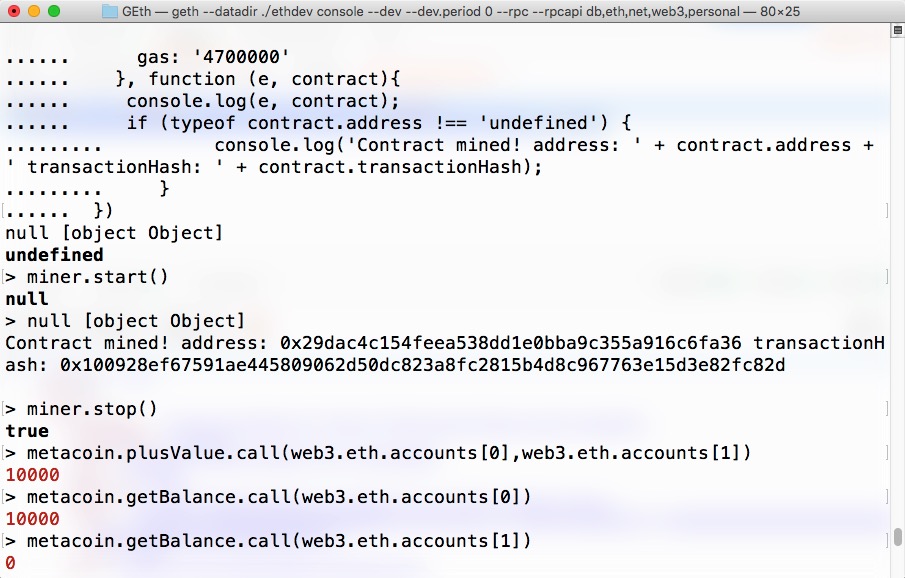 GEth — geth --datadir ./ethdev console --dev --dev.period 0 --rpc --rpcapi db,eth,net,web3,personal — 80×25
......      gas: '4700000'
......    }, function (e, contract){
......     console.log(e, contract);
......     if (typeof contract.address !== 'undefined') {
.........          console.log('Contract mined! address: ' + contract.address +
' transactionHash: ' + contract.transactionHash);
.........     }
......  })
null [object Object]
undefined
> miner.start()
null
> null [object Object]
Contract mined! address: 0x29dac4c154feea538dd1e0bba9c355a916c6fa36 transactionH
ash: 0x100928ef67591ae445809062d50dc823a8fc2815b4d8c967763e15d3e82fc82d
> miner.stop()
true
> metacoin.plusValue.call(web3.eth.accounts[0],web3.eth.accounts[1])
10000
> metacoin.getBalance.call(web3.eth.accounts[0])
10000
> metacoin.getBalance.call(web3.eth.accounts[1])
0